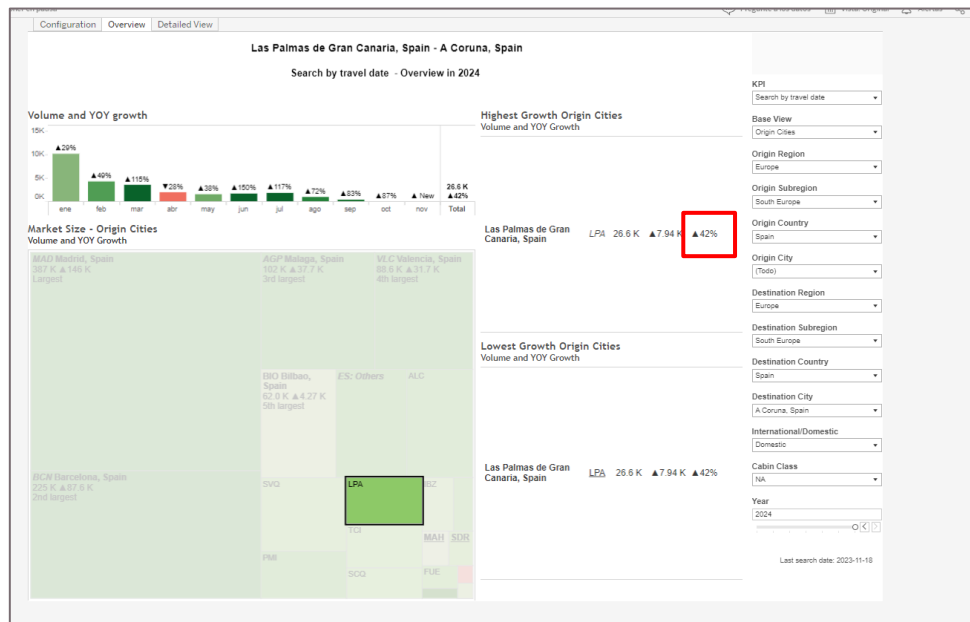 Configuration
Overview
Detailed View
Las Palmas de Gran Canaria, Spain - A Coruna, Spain
Search by travel date - Overview in 2024
Volume and YOY growth
15K
10K
5K
0K
▲29%
▲49%
▲115%
▼28%
▲38%
▲150%
▲117%
▲72%
▲83%
▲87%
▲ New
26.6 K
▲42%
ene
feb
mar
abr
may
jun
jul
ago
sep
oct
nov
Total
Market Size - Origin Cities
Volume and YOY Growth
MAD Madrid, Spain
387 K ▲146 K
Largest
AGP Malaga, Spain
102 K ▲37.7 K
3rd largest
VLC Valencia, Spain
88.6 K ▲31.7 K
4th largest
BIO Bilbao,
Spain
62.0 K ▲4.27 K
5th largest
ES: Others
ALC
BCN Barcelona, Spain
225 K ▲87.6 K
2nd largest
SVQ
LPA
IBZ
TCI
MAH
SDR
PMI
SCQ
FUE
Highest Growth Origin Cities
Volume and YOY Growth
Las Palmas de Gran
Canaria, Spain
LPA
26.6 K
▲7.94 K
▲42%
Lowest Growth Origin Cities
Volume and YOY Growth
Las Palmas de Gran
Canaria, Spain
LPA
26.6 K
▲7.94 K
▲42%
KPI
Search by travel date
Base View
Origin Cities
Origin Region
Europe
Origin Subregion
South Europe
Origin Country
Spain
Origin City
(Todo)
Destination Region
Europe
Destination Subregion
South Europe
Destination Country
Spain
Destination City
A Coruna, Spain
International/Domestic
Domestic
Cabin Class
NA
Year
2024
Last search date: 2023-11-18